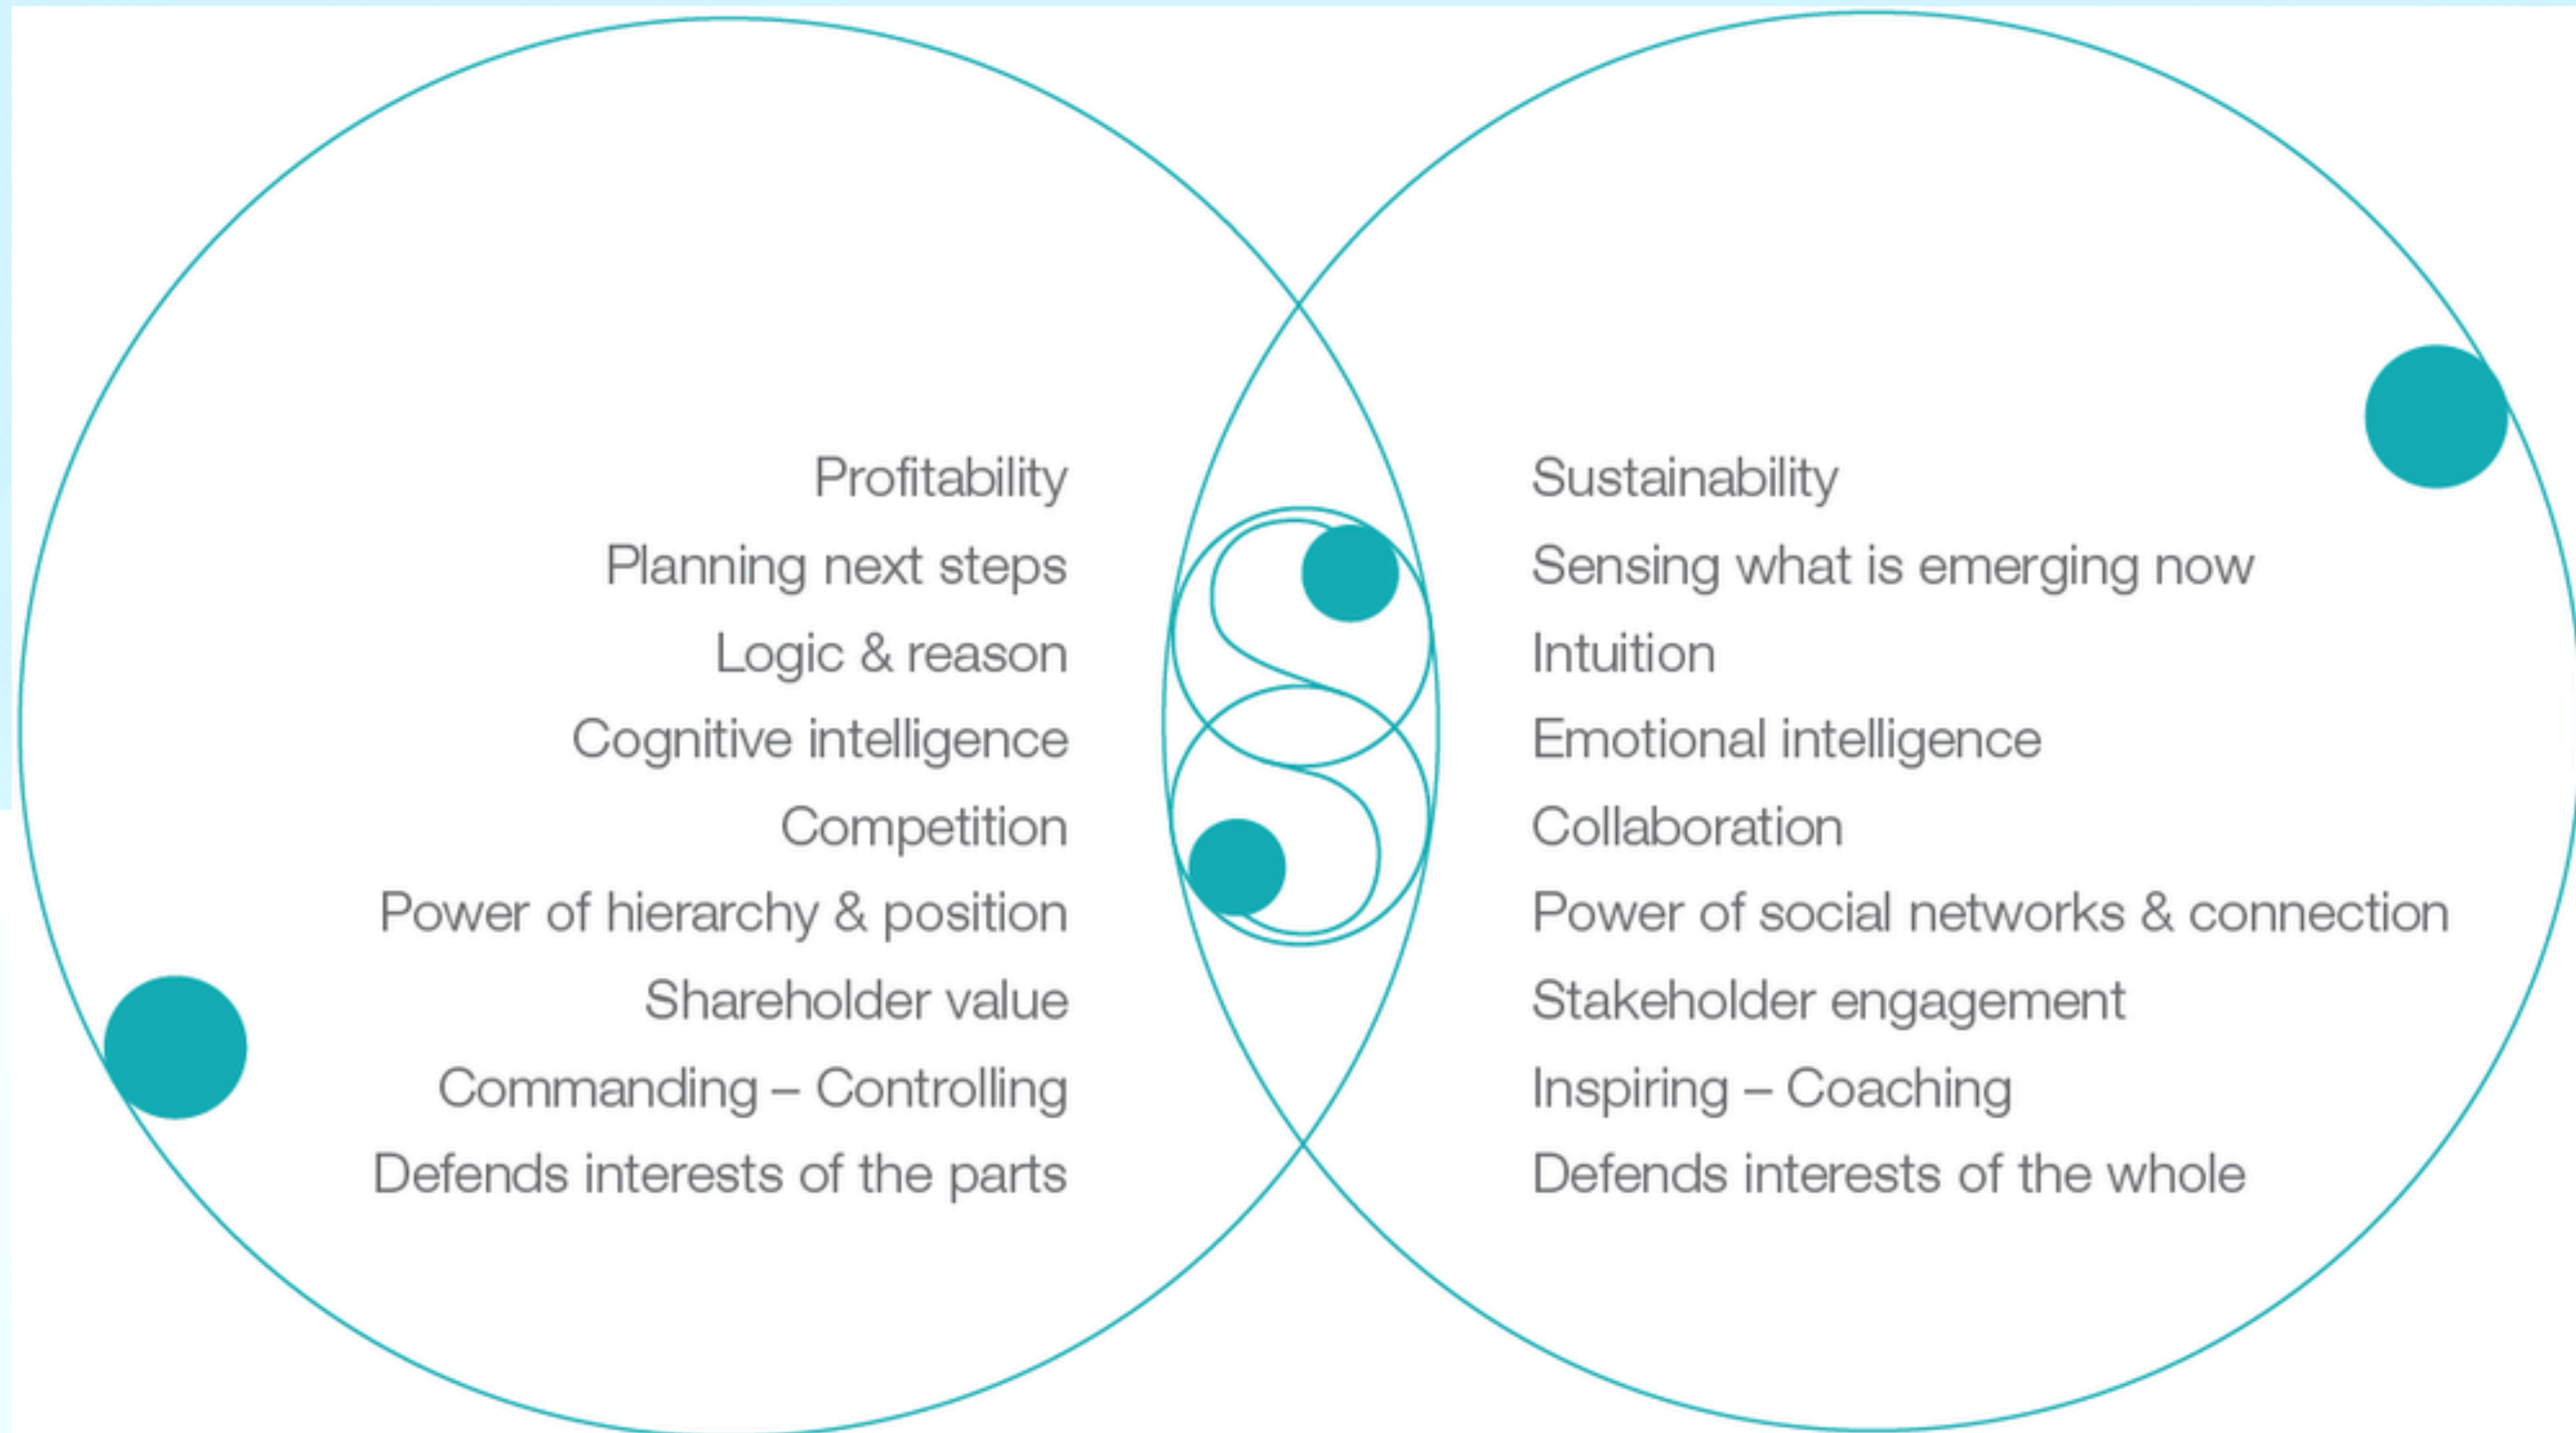 Profitability
Planning next steps
Logic & reason
Cognitive intelligence
Competition
Power of hierarchy & position
Shareholder value
Commanding – Controlling
Defends interests of the parts
Sustainability
Sensing what is emerging now
Intuition
Emotional intelligence
Collaboration
Power of social networks & connection
Stakeholder engagement
Inspiring – Coaching
Defends interests of the whole